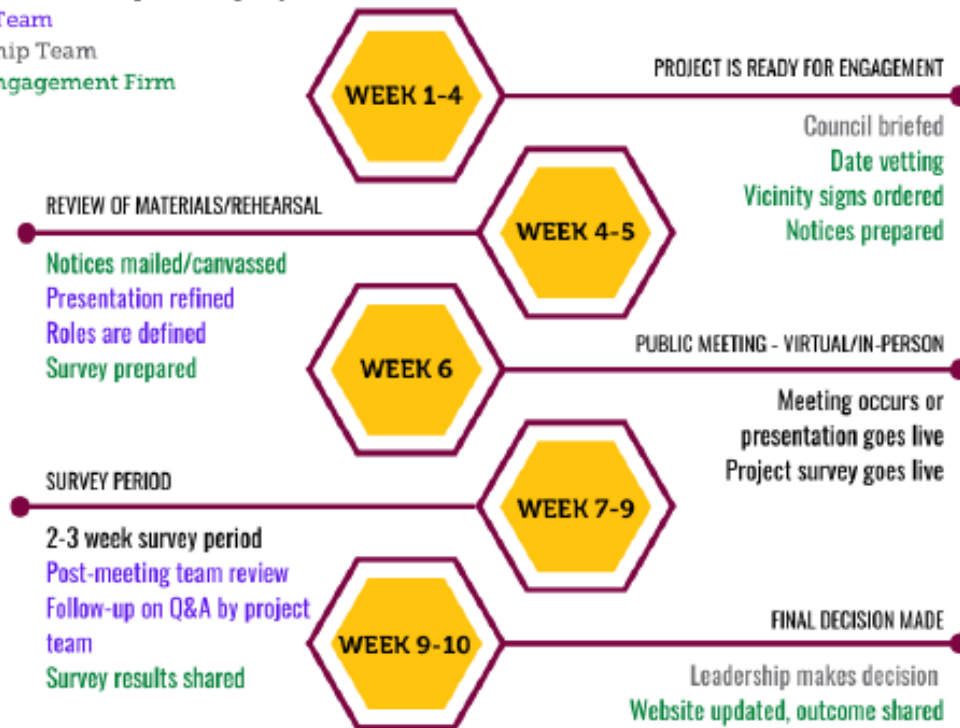 Team
Team
WEEK 1-4
PROJECT IS READY FOR ENGAGEMENT
Council briefed
Date vetting
Vicinity signs ordered
Notices prepared
REVIEW OF MATERIALS/REHEARSAL
WEEK 4-5
Notices mailed/canvassed
Presentation refined
Roles are defined
Survey prepared
WEEK 6
PUBLIC MEETING - VIRTUAL/IN-PERSON
Meeting occurs or
presentation goes live
Project survey goes live
SURVEY PERIOD
WEEK 7-9
2-3 week survey period
Post-meeting team review
Follow-up on Q&A by project
team
Survey results shared
WEEK 9-10
FINAL DECISION MADE
Leadership makes decision
Website updated, outcome shared
Firm